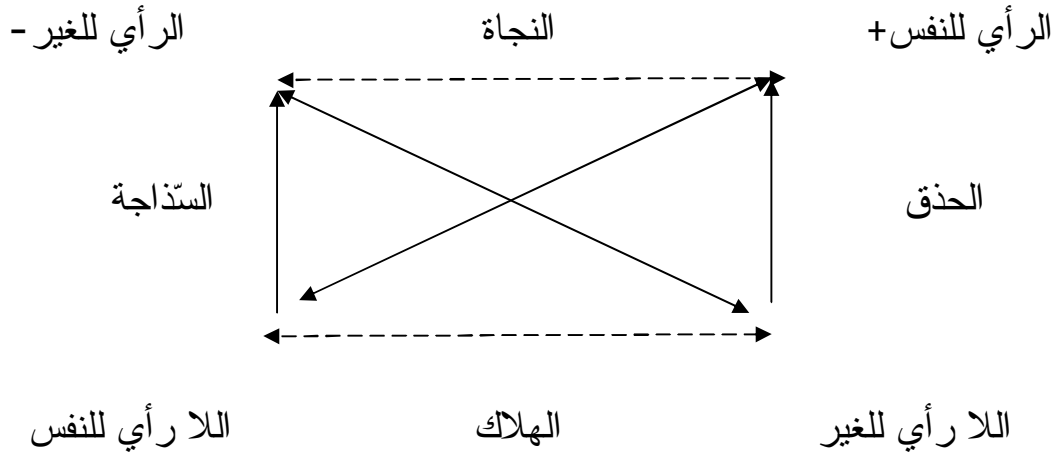 الرأي للنفس+ النجاة الرأي للغير -
الحذق السّذاجة
اللا رأي للغير الهلاك اللا رأي للنفس